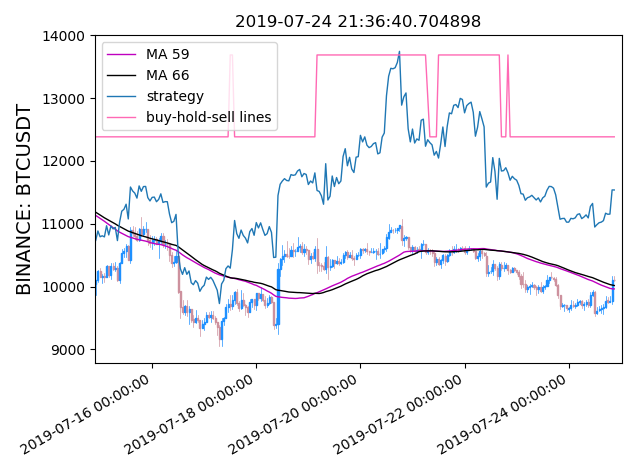 2019-07-24 21:36:40.704898
BINANCE: BTCUSDT
14000
13000
12000
11000
10000
9000
MA 59
MA 66
strategy
buy-hold-sell lines
2019-07-16 00:00:00
2019-07-18 00:00:00
2019-07-20 00:00:00
2019-07-22 00:00:00
2019-07-24 00:00:00